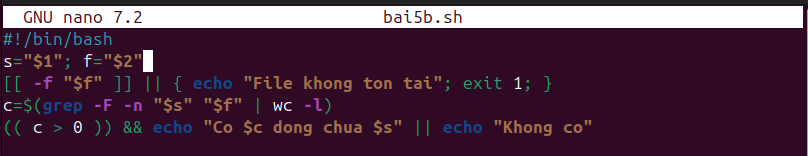 GNU nano 7.2 bai5b.sh
#!/bin/bash
s="$1"; f="$2"
[[ -f "$f" ]] || { echo "File khong ton tai"; exit 1; }
c=$(grep -F -n "$s" "$f" | wc -l)
(( c > 0 )) && echo "Co $c dong chua $s" || echo "Khong co"